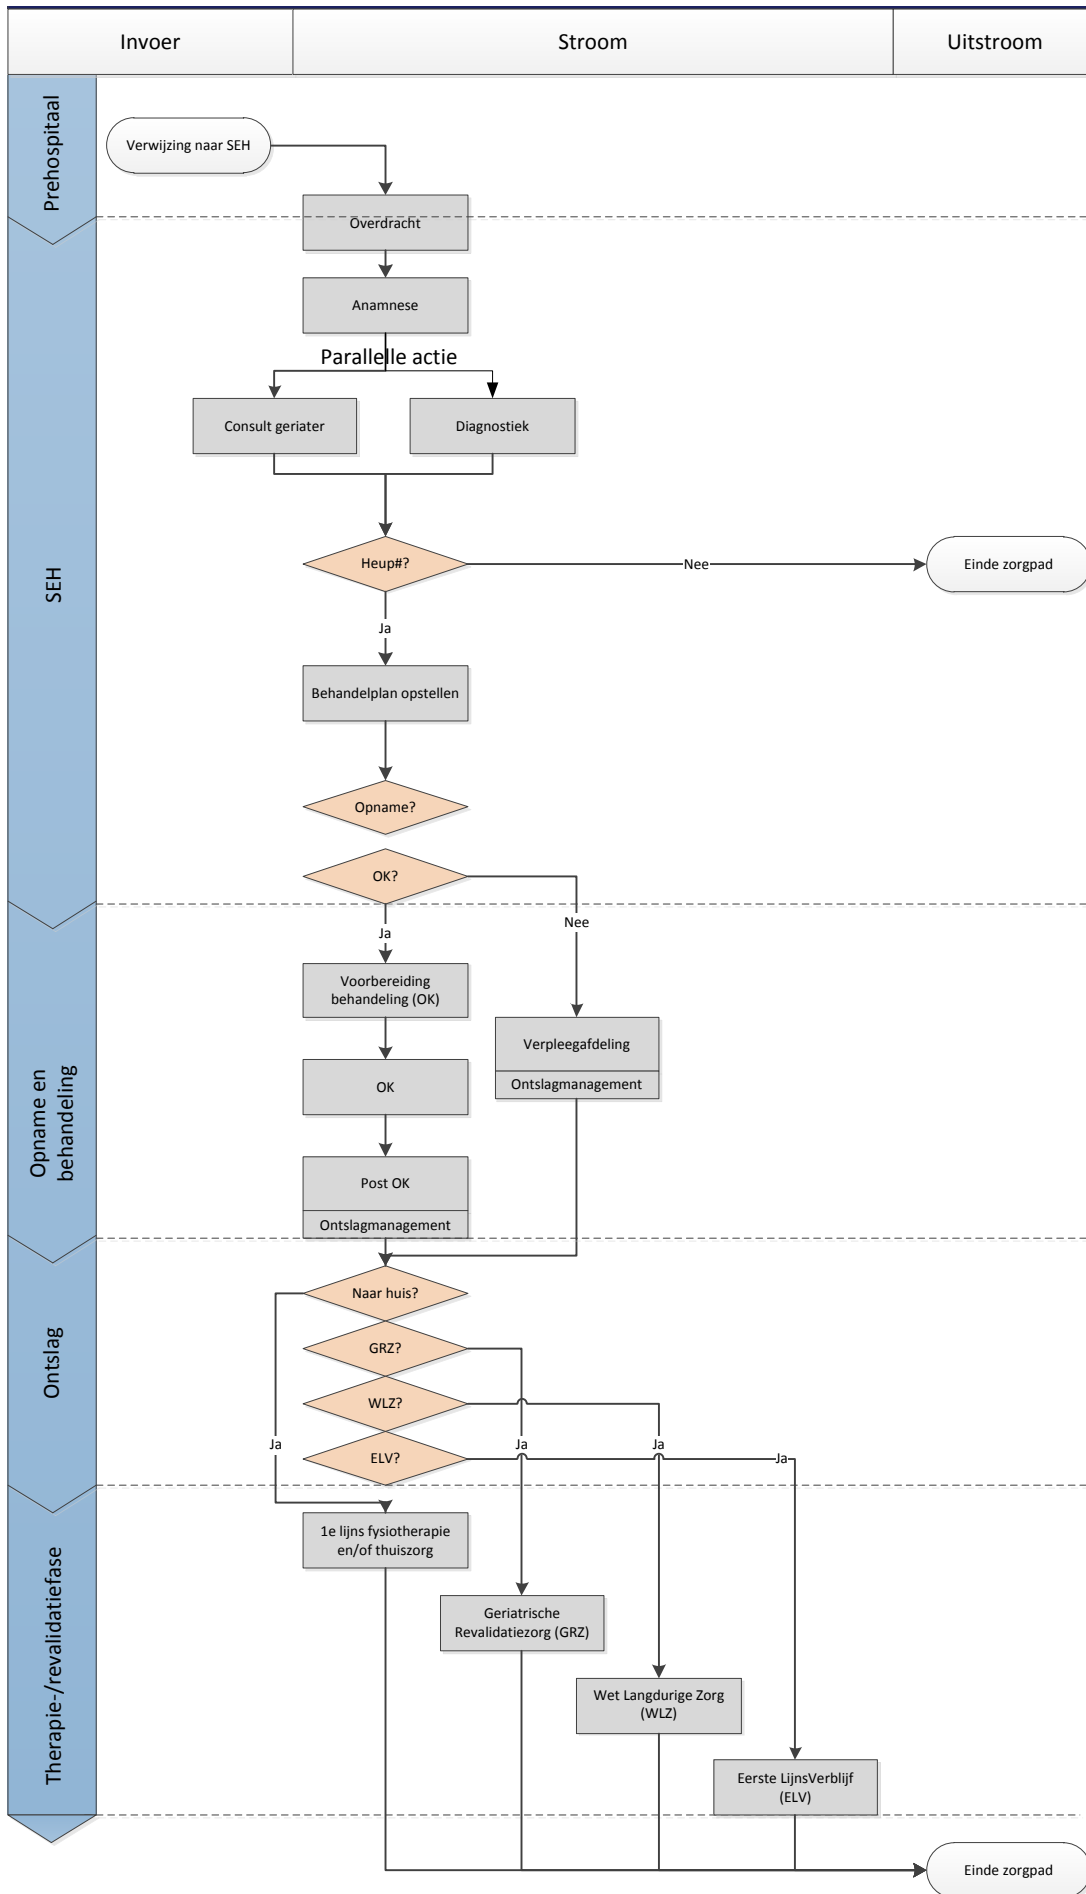 Invoer
Stroom
Uitstroom
Prehospitaal
Verwijzing naar SEH
Overdracht
SEH
Anamnese
Parallelle actie
Consult geriater
Diagnostiek
Heup#?
Nee
Einde zorgpad
Ja
Behandelplan opstellen
Opname?
OK?
Ja
Nee
Opname en
behandeling
Voorbereiding
behandeling (OK)
Verpleegafdeling
Ontslagmanagement
OK
Post OK
Ontslagmanagement
Ontslag
Naar huis?
GRZ?
WLZ?
ELV?
Ja
Ja
Ja
Ja
Therapie-/revalidatiefase
1e lijns fysiotherapie
en/of thuiszorg
Geriatrische
Revalidatiezorg (GRZ)
Wet Langdurige Zorg
(WLZ)
Eerste LijnsVerblijf
(ELV)
Einde zorgpad